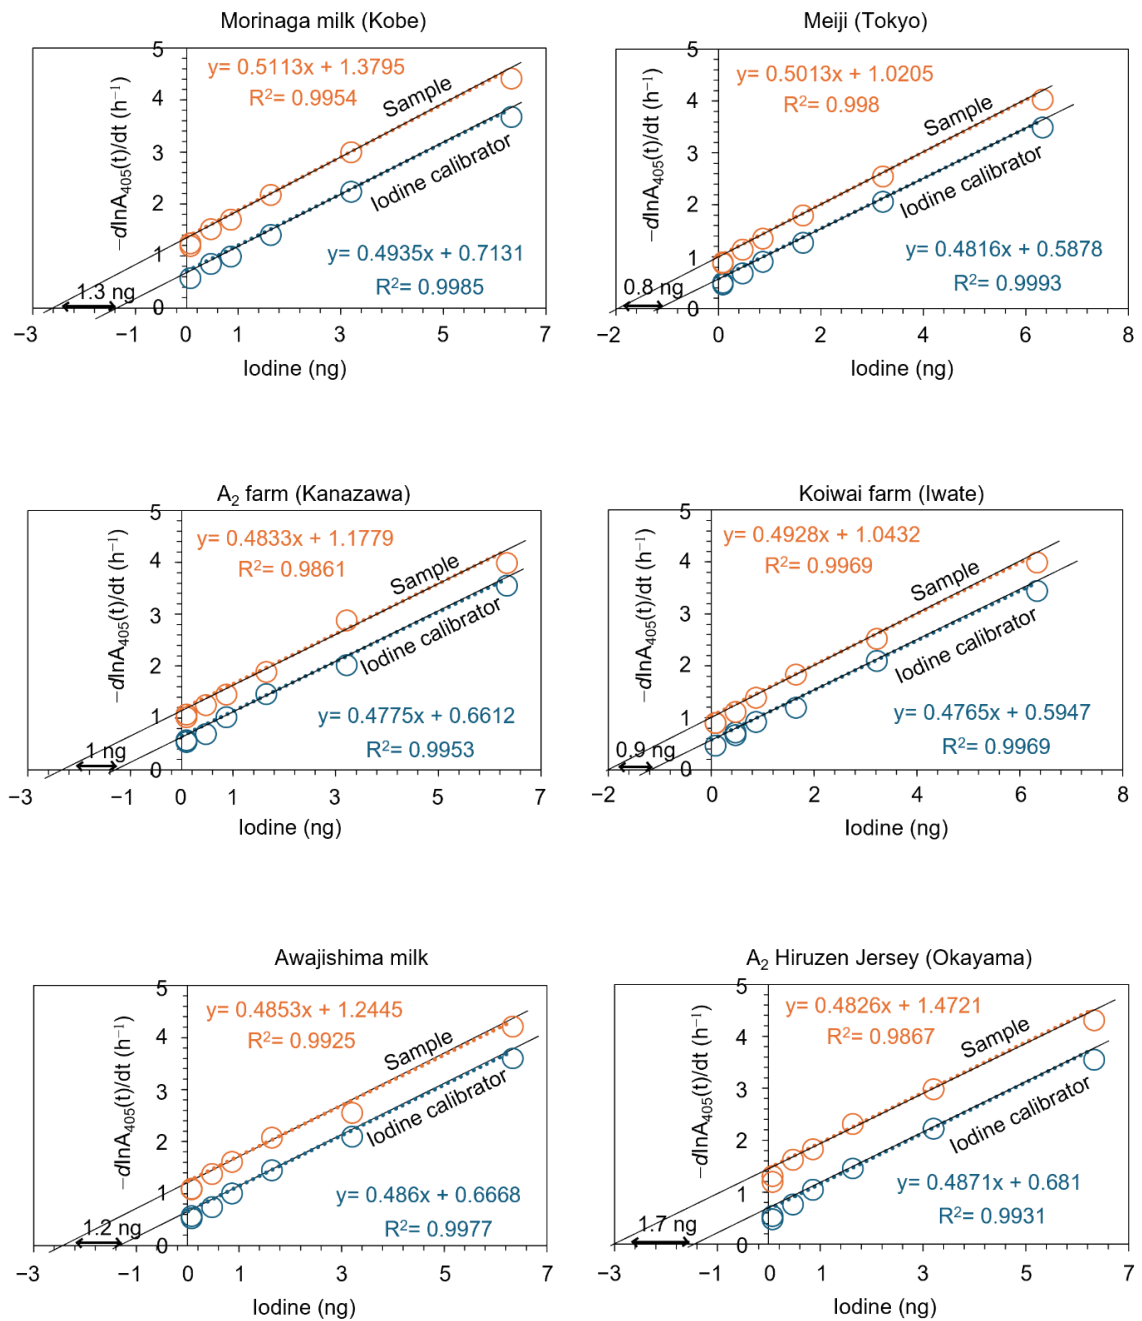 Morinaga milk (Kobe)
−dlnA₄₀₅(t)/dt (h⁻¹)
5
4
3
2
1
0
y= 0.5113x + 1.3795
R²= 0.9954
Sample
Iodine calibrator
y= 0.4935x + 0.7131
R²= 0.9985
1.3 ng
−3 −1 0 1 3 5 7
Iodine (ng)
Meiji (Tokyo)
−dlnA₄₀₅(t)/dt (h⁻¹)
5
4
3
2
1
0
y= 0.5013x + 1.0205
R²= 0.998
Sample
Iodine calibrator
y= 0.4816x + 0.5878
R²= 0.9993
0.8 ng
−2 0 2 4 6 8
Iodine (ng)
A₂ farm (Kanazawa)
−dlnA₄₀₅(t)/dt (h⁻¹)
5
4
3
2
1
0
y= 0.4833x + 1.1779
R²= 0.9861
Sample
Iodine calibrator
y= 0.4775x + 0.6612
R²= 0.9953
1 ng
−3 −1 0 1 3 5 7
Iodine (ng)
Koiwai farm (Iwate)
−dlnA₄₀₅(t)/dt (h⁻¹)
5
4
3
2
1
0
y= 0.4928x + 1.0432
R²= 0.9969
Sample
Iodine calibrator
y= 0.4765x + 0.5947
R²= 0.9969
0.9 ng
−2 0 2 4 6 8
Iodine (ng)
Awajishima milk
−dlnA₄₀₅(t)/dt (h⁻¹)
5
4
3
2
1
0
y= 0.4853x + 1.2445
R²= 0.9925
Sample
Iodine calibrator
y= 0.486x + 0.6668
R²= 0.9977
1.2 ng
−3 −1 0 1 3 5 7
Iodine (ng)
A₂ Hiruzen Jersey (Okayama)
−dlnA₄₀₅(t)/dt (h⁻¹)
5
4
3
2
1
0
y= 0.4826x + 1.4721
R²= 0.9867
Sample
Iodine calibrator
y= 0.4871x + 0.681
R²= 0.9931
1.7 ng
−3 −1 0 1 3 5 7
Iodine (ng)